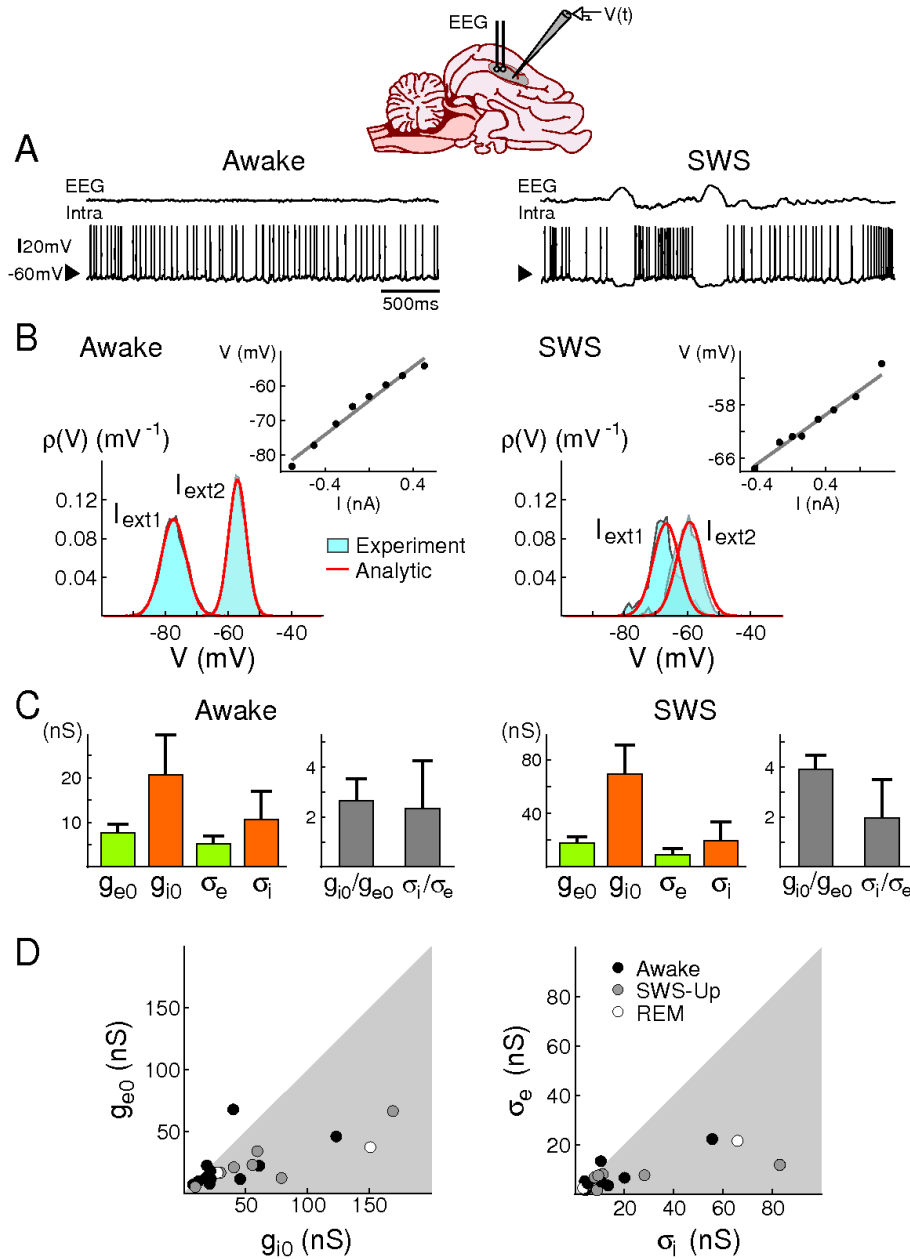 EEG
V(t)
A
Awake
SWS
EEG
Intra
20mV
-60mV
500ms
B
Awake
V (mV)
-60
-70
-80
-0.4
0.4
I (nA)
ρ(V) (mV⁻¹)
0.12
0.08
0.04
I_ext1
I_ext2
-80
-60
-40
V (mV)
Experiment
Analytic
SWS
V (mV)
-58
-66
-0.4
0.4
I (nA)
ρ(V) (mV⁻¹)
0.12
0.08
0.04
I_ext1
I_ext2
-80
-60
-40
V (mV)
C
Awake
(nS)
20
10
g_e0 g_i0 σ_e σ_i
4
2
g_i0/g_e0 σ_i/σ_e
SWS
(nS)
80
40
g_e0 g_i0 σ_e σ_i
4
2
g_i0/g_e0 σ_i/σ_e
D
g_e0 (nS)
150
100
50
50 100 150
g_i0 (nS)
σ_e (nS)
80
60
40
20
20 40 60 80
σ_i (nS)
Awake
SWS-Up
REM